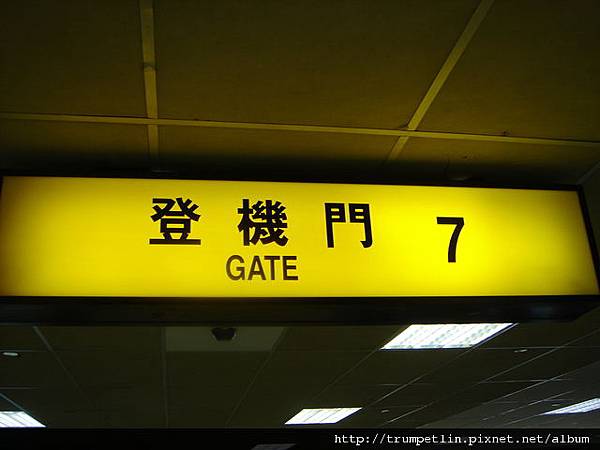 登機門 7
GATE
http://trumpetlin.pixnet.net/album